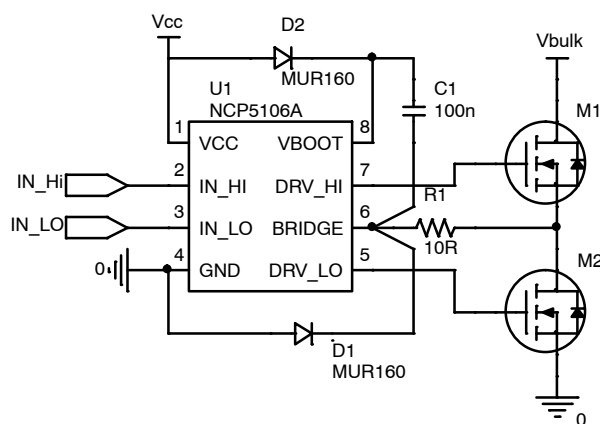 Vcc
D2
MUR160
Vbulk
U1
NCP5106A
C1
100n
M1
1
VCC
VBOOT
8
IN_Hi
2
IN_HI
DRV_HI
7
R1
IN_LO
3
IN_LO
BRIDGE
6
10R
0
4
GND
DRV_LO
5
M2
D1
MUR160
0